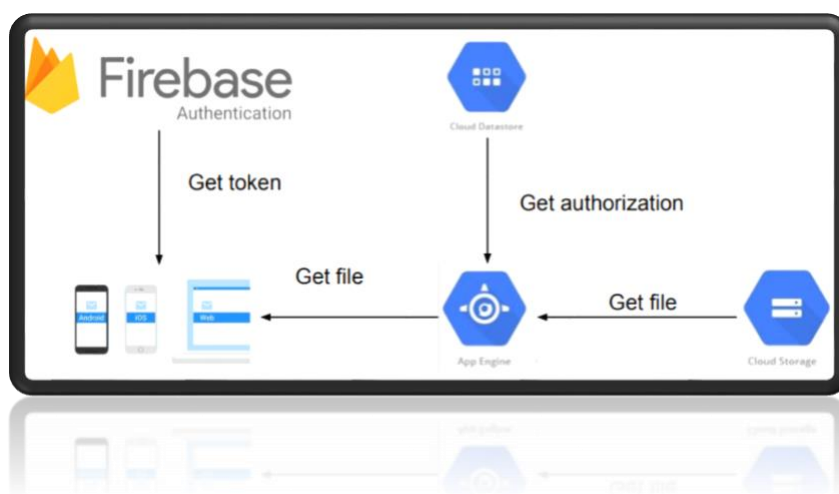 Firebase
Authentication
Cloud Datastore
Get token
Get authorization
Get file
Get file
Android
IOS
Web
App Engine
Cloud Storage